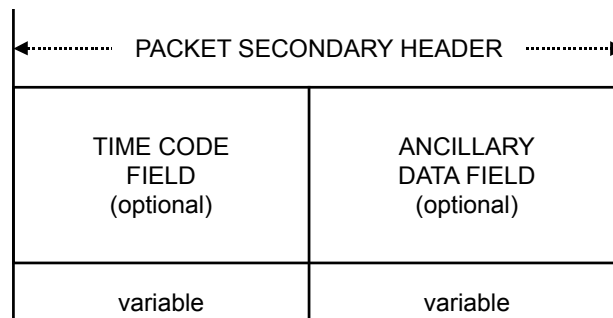 PACKET SECONDARY HEADER
TIME CODE
FIELD
(optional)
ANCILLARY
DATA FIELD
(optional)
variable
variable